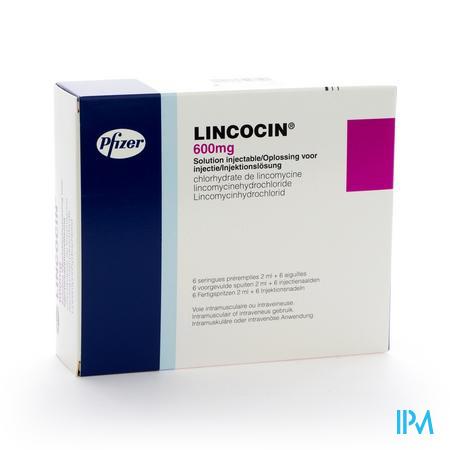 Pfizer
LINCOCIN®
600mg
Solution injectable/Oplossing voor
injectie/Injektionslösung
chlorhydrate de lincomycine
lincomycinehydrochloride
Lincomycinhydrochlorid
6 seringues préremplies 2 ml + 6 aiguilles
6 voorgevulde spuiten 2 ml + 6 injectienaalden
6 Fertigspritzen 2 ml + 6 Injektionsnadeln
Voie intramusculaire ou intraveineuse.
Intramusculair of intraveneus gebruik.
Intramuskuläre oder intravenöse Anwendung
LINCOCIN®
600mg
IPM